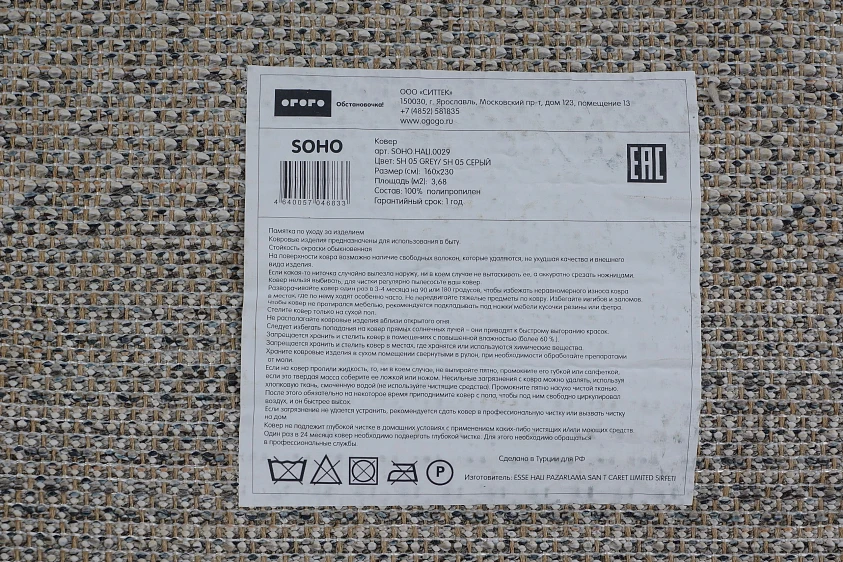 огого Обстановочка!
ООО «СИТТЕК»
150030, г. Ярославль, Московский пр-т, дом 123, помещение 13
+7 (4852) 581835
www.ogogo.ru
SOHO
4 640057 046833
Ковер
арт. SOHO HALI.0029
Цвет: SH 05 GREY/ SH 05 СЕРЫЙ
Размер (см): 160x230
Площадь (м2): 3,68
Состав: 100% полипропилен
Гарантийный срок: 1 год
EAC
Памятка по уходу за изделием
Ковровые изделия предназначены для использования в быту.
Стойкость окраски обыкновенная.
На поверхности ковра возможно наличие свободных волокон, которые удаляются, не ухудшая качества и внешнего
вида изделия.
Если какая-то ниточка случайно вылезла наружу, ни в коем случае не вытаскивать ее, а аккуратно срезать ножницами.
Ковер нельзя выбивать, для чистки регулярно пылесосьте ваш ковер.
Разворачивайте ковер один раз в 3-4 месяца на 90 или 180 градусов, чтобы избежать неравномерного износа ковра
в местах, где по нему ходят особенно часто. Не передвигайте тяжелые предметы по ковру. Избегайте изгибов и заломов.
Чтобы ковер не протирался мебелью, рекомендуется подкладывать под ножки мебели кусочки резины или фетра.
Стелите ковер только на сухой пол.
Не располагайте ковровые изделия вблизи открытого огня.
Следует избегать попадания на ковер прямых солнечных лучей – они приводят к быстрому выгоранию красок.
Запрещается хранить и стелить ковер в помещениях с повышенной влажностью (более 60 %).
Запрещается хранить и стелить ковер в местах, где хранятся или используются химические вещества.
Храните ковровые изделия в сухом помещении свернутыми в рулон, при необходимости обработайте препаратами
от моли.
Если на ковер пролили жидкость, то, ни в коем случае, не вытирайте пятно, промокните его губкой или салфеткой,
если это твердая масса соберите ее ложкой или ножом. Несильные загрязнения с ковра можно удалять, используя
хлопковую ткань, смоченную водой (не используйте чистящие средства). Промокните пятно насухо чистой тканью.
После этого обязательно на некоторое время приподнимите ковер с пола, чтобы под ним свободно циркулировал
воздух, и он быстрее высох.
Если загрязнение не удается устранить, рекомендуется сдать ковер в профессиональную чистку или вызвать чистку
на дом.
Ковер не подлежит глубокой чистке в домашних условиях с применением каких-либо чистящих и/или моющих средств.
Один раз в 24 месяца ковер необходимо подвергать глубокой чистке. Для этого необходимо обращаться
в профессиональные службы.
P
Сделано в Турции для РФ
Изготовитель: ESSE HALI PAZARLAMA SAN T CARET LIMITED SIRFETI